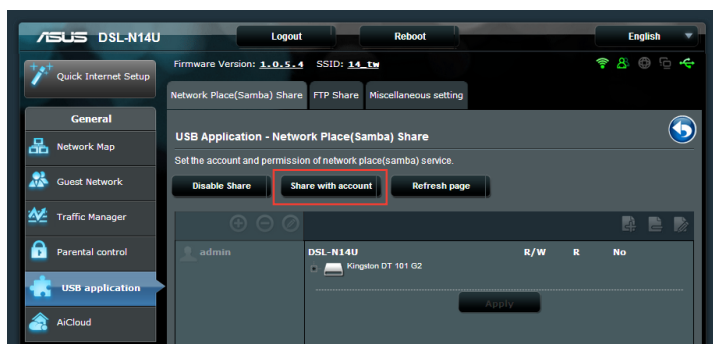 ASUS DSL-N14U Logout Reboot English
Quick Internet Setup
Firmware Version: 1.0.5.4 SSID: 14_tw
Network Place(Samba) Share FTP Share Miscellaneous setting
General
Network Map
Guest Network
Traffic Manager
Parental control
USB application
AiCloud
USB Application - Network Place(Samba) Share
Set the account and permission of network place(samba) service.
Disable Share Share with account Refresh page
admin
DSL-N14U R/W R No
Kingston DT 101 G2
Apply